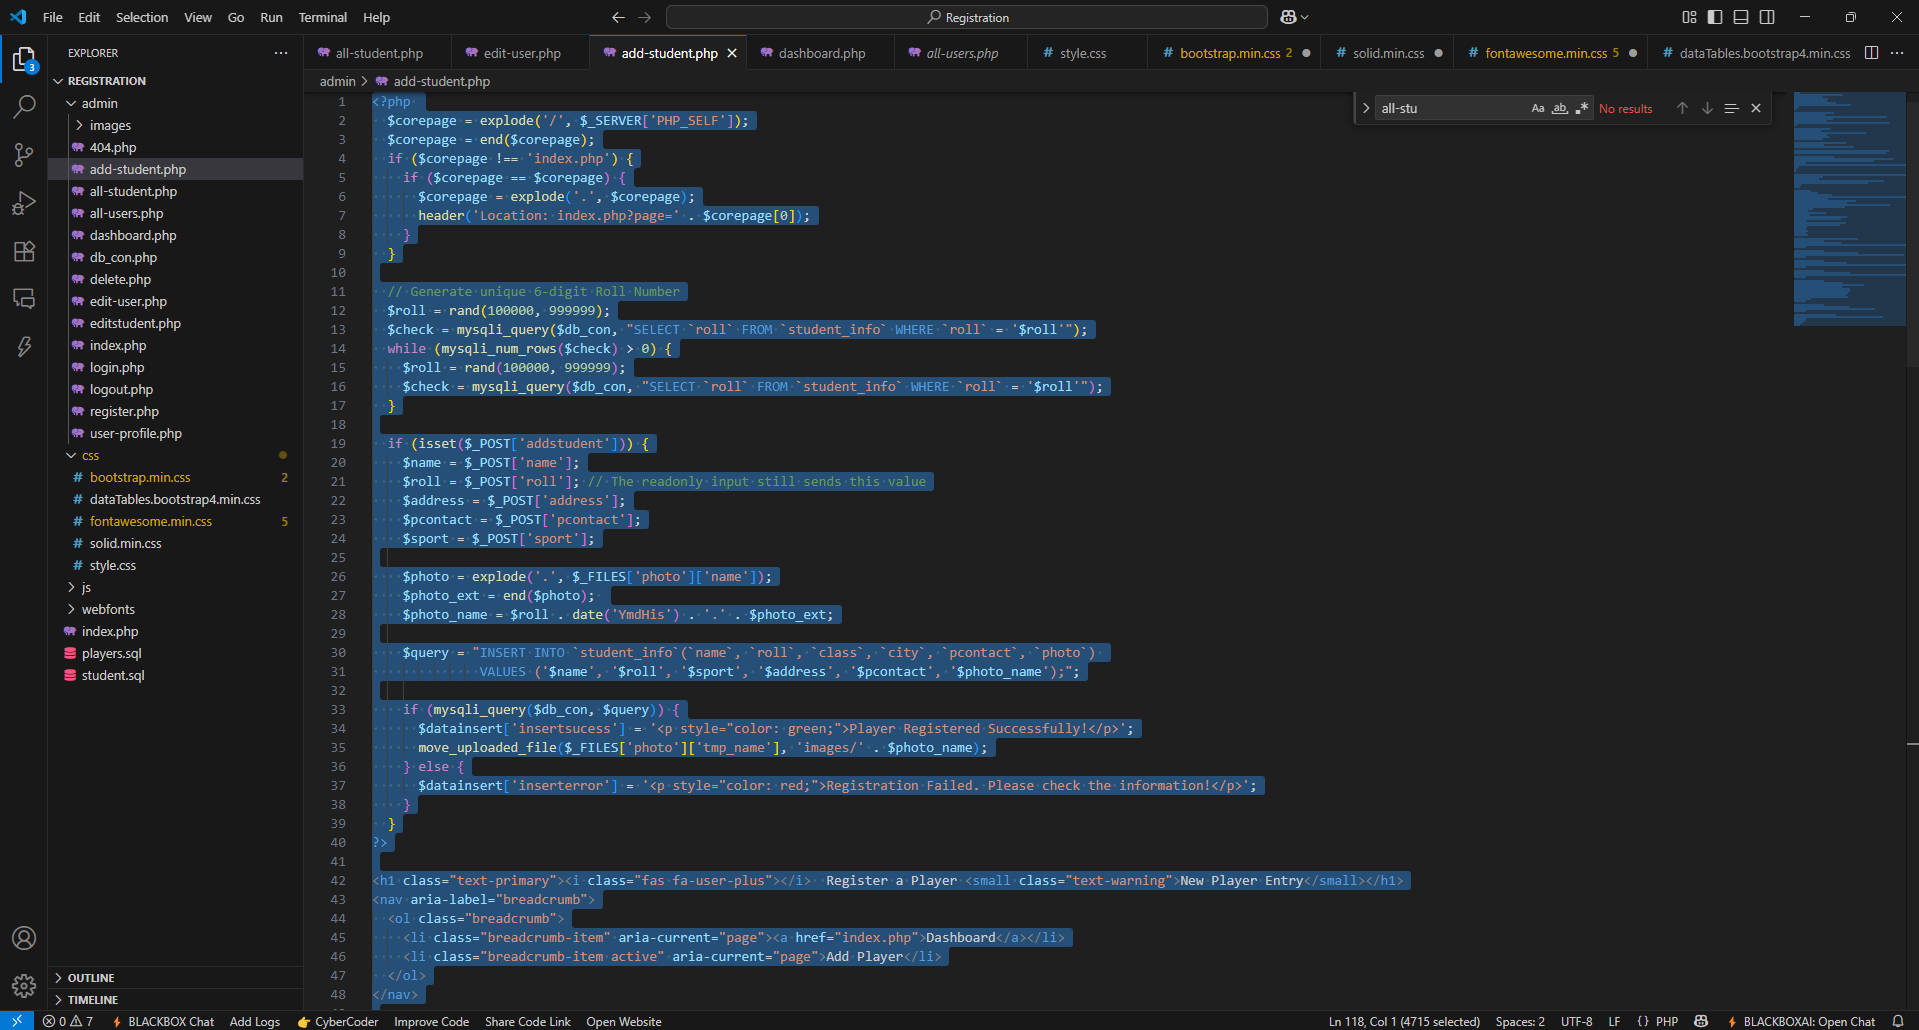 File Edit Selection View Go Run Terminal Help
Registration
EXPLORER
all-student.php
edit-user.php
add-student.php
dashboard.php
all-users.php
# style.css
# bootstrap.min.css 2
# solid.min.css
# fontawesome.min.css 5
# dataTables.bootstrap4.min.css
admin > add-student.php
3
REGISTRATION
admin
images
404.php
add-student.php
all-student.php
all-users.php
dashboard.php
db_con.php
delete.php
edit-user.php
editstudent.php
index.php
login.php
logout.php
register.php
user-profile.php
css
# bootstrap.min.css 2
# dataTables.bootstrap4.min.css
# fontawesome.min.css 5
# solid.min.css
# style.css
js
webfonts
index.php
players.sql
student.sql
OUTLINE
TIMELINE
all-stu
Aa ab
No results
1 <?php
2 $corepage = explode('/', $_SERVER['PHP_SELF']);
3 $corepage = end($corepage);
4 if ($corepage !== 'index.php') {
5 if ($corepage == $corepage) {
6 $corepage = explode('.', $corepage);
7 header('Location: index.php?page=' . $corepage[0]);
8 }
9 }
10
11 // Generate unique 6-digit Roll Number
12 $roll = rand(100000, 999999);
13 $check = mysqli_query($db_con, "SELECT `roll` FROM `student_info` WHERE `roll` = '$roll'");
14 while (mysqli_num_rows($check) > 0) {
15 $roll = rand(100000, 999999);
16 $check = mysqli_query($db_con, "SELECT `roll` FROM `student_info` WHERE `roll` = '$roll'");
17 }
18
19 if (isset($_POST['addstudent'])) {
20 $name = $_POST['name'];
21 $roll = $_POST['roll']; // The readonly input still sends this value
22 $address = $_POST['address'];
23 $pcontact = $_POST['pcontact'];
24 $sport = $_POST['sport'];
25
26 $photo = explode('.', $_FILES['photo']['name']);
27 $photo_ext = end($photo);
28 $photo_name = $roll . date('YmdHis') . '.' . $photo_ext;
29
30 $query = "INSERT INTO `student_info`(`name`, `roll`, `class`, `city`, `pcontact`, `photo`)
31 VALUES ('$name', '$roll', '$sport', '$address', '$pcontact', '$photo_name');";
32
33 if (mysqli_query($db_con, $query)) {
34 $datainsert['insertsucess'] = '<p style="color: green;">Player Registered Successfully!</p>';
35 move_uploaded_file($_FILES['photo']['tmp_name'], 'images/' . $photo_name);
36 } else {
37 $datainsert['inserterror'] = '<p style="color: red;">Registration Failed. Please check the information!</p>';
38 }
39 }
40 ?>
41
42 <h1 class="text-primary"><i class="fas fa-user-plus"></i> Register a Player <small class="text-warning">New Player Entry</small></h1>
43 <nav aria-label="breadcrumb">
44 <ol class="breadcrumb">
45 <li class="breadcrumb-item" aria-current="page"><a href="index.php">Dashboard</a></li>
46 <li class="breadcrumb-item active" aria-current="page">Add Player</li>
47 </ol>
48 </nav>
0 7 BLACKBOX Chat Add Logs CyberCoder Improve Code Share Code Link Open Website
Ln 118, Col 1 (4715 selected) Spaces: 2 UTF-8 LF {} PHP BLACKBOXAI: Open Chat